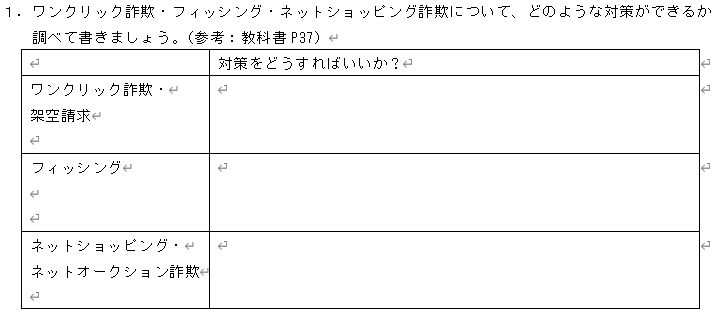 １．ワンクリック詐欺・フィッシング・ネットショッピング詐欺について、どのような対策ができるか
調べて書きましょう。（参考：教科書 P37）
対策をどうすればいいか？
ワンクリック詐欺・
架空請求
フィッシング
ネットショッピング・
ネットオークション詐欺